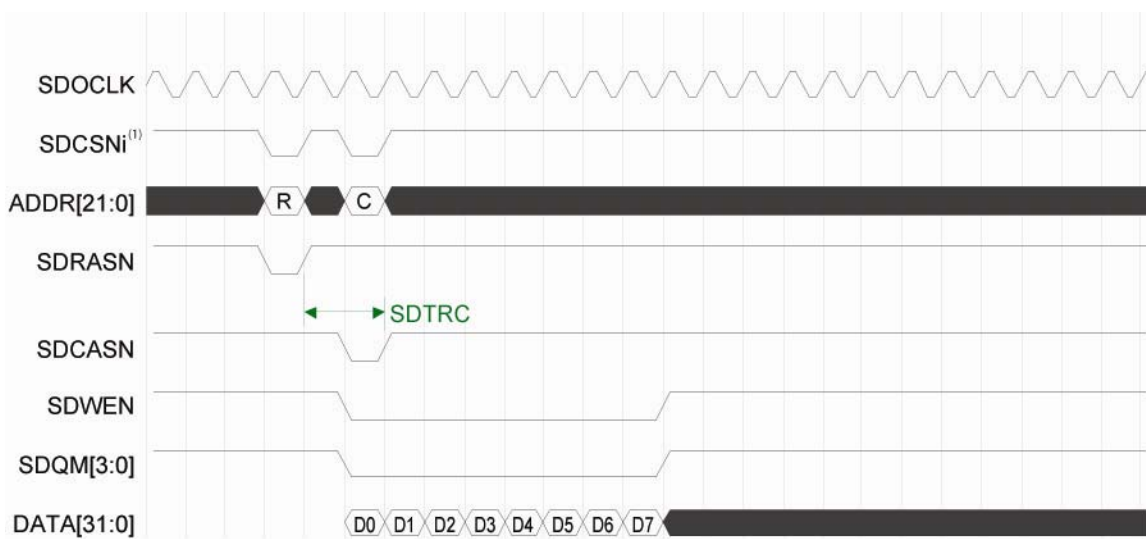 SDOCLK
SDCSNi(1)
ADDR[21:0] R C
SDRASN
SDTRC
SDCASN
SDWEN
SDQM[3:0]
DATA[31:0] D0 D1 D2 D3 D4 D5 D6 D7